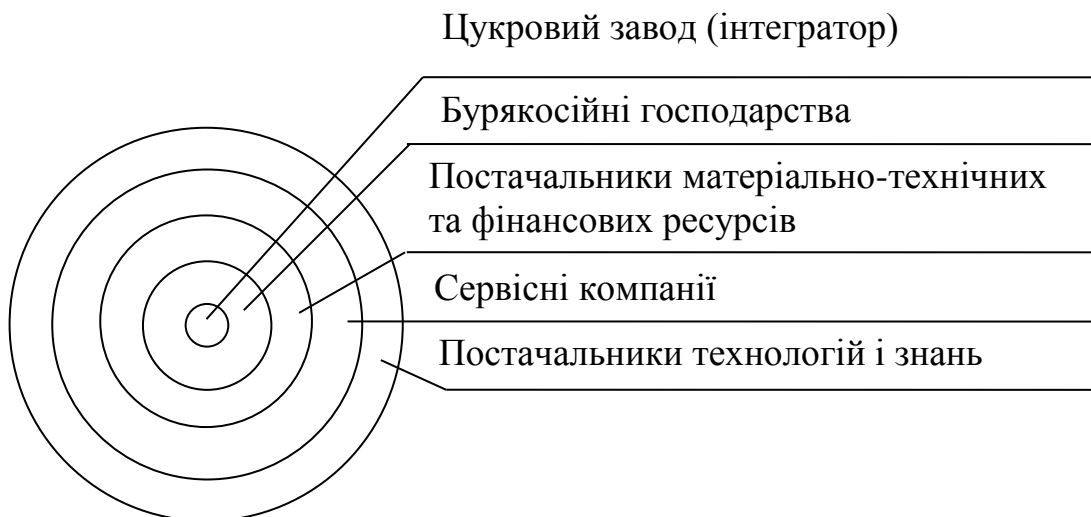 Цукровий завод (інтегратор)
Бурякосійні господарства
Постачальники матеріально-технічних
та фінансових ресурсів
Сервісні компанії
Постачальники технологій і знань